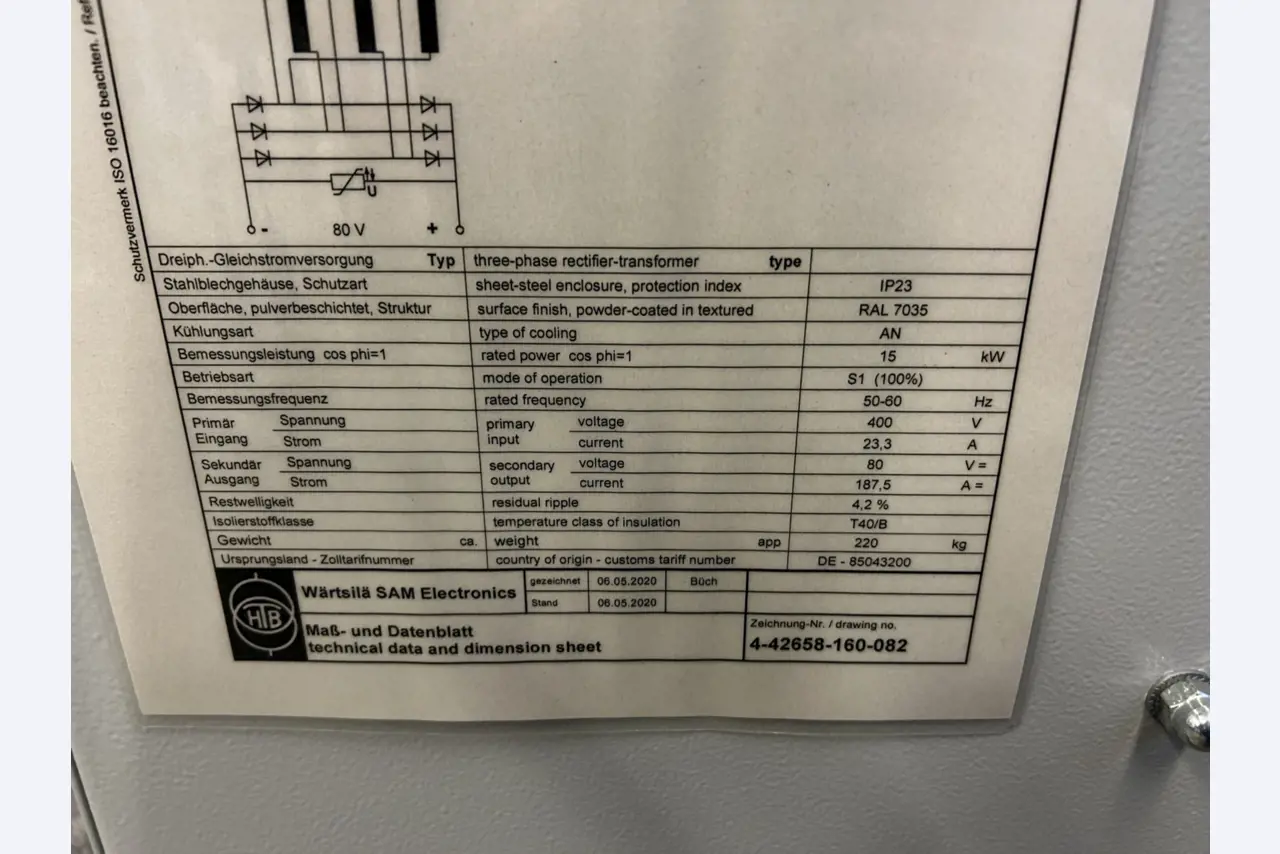 Schutzvermerk ISO 16016 beachten. / Ref
U
- 80 V +
Dreiph.-Gleichstromversorgung Typ three-phase rectifier-transformer type
Stahlblechgehäuse, Schutzart sheet-steel enclosure, protection index IP23
Oberfläche, pulverbeschichtet, Struktur surface finish, powder-coated in textured RAL 7035
Kühlungsart type of cooling AN
Bemessungsleistung cos phi=1 rated power cos phi=1 15 kW
Betriebsart mode of operation S1 (100%)
Bemessungsfrequenz rated frequency 50-60 Hz
Primär Eingang Spannung primary input voltage 400 V
Strom current 23,3 A
Sekundär Ausgang Spannung secondary output voltage 80 V=
Strom current 187,5 A=
Restwelligkeit residual ripple 4,2 %
Isolierstoffklasse temperature class of insulation T40/B
Gewicht ca. weight app 220 kg
Ursprungsland - Zolltarifnummer country of origin - customs tariff number DE - 85043200
HTB
Wärtsilä SAM Electronics gezeichnet 06.05.2020 Büch
Stand 06.05.2020
Maß- und Datenblatt
technical data and dimension sheet
Zeichnung-Nr. / drawing no.
4-42658-160-082